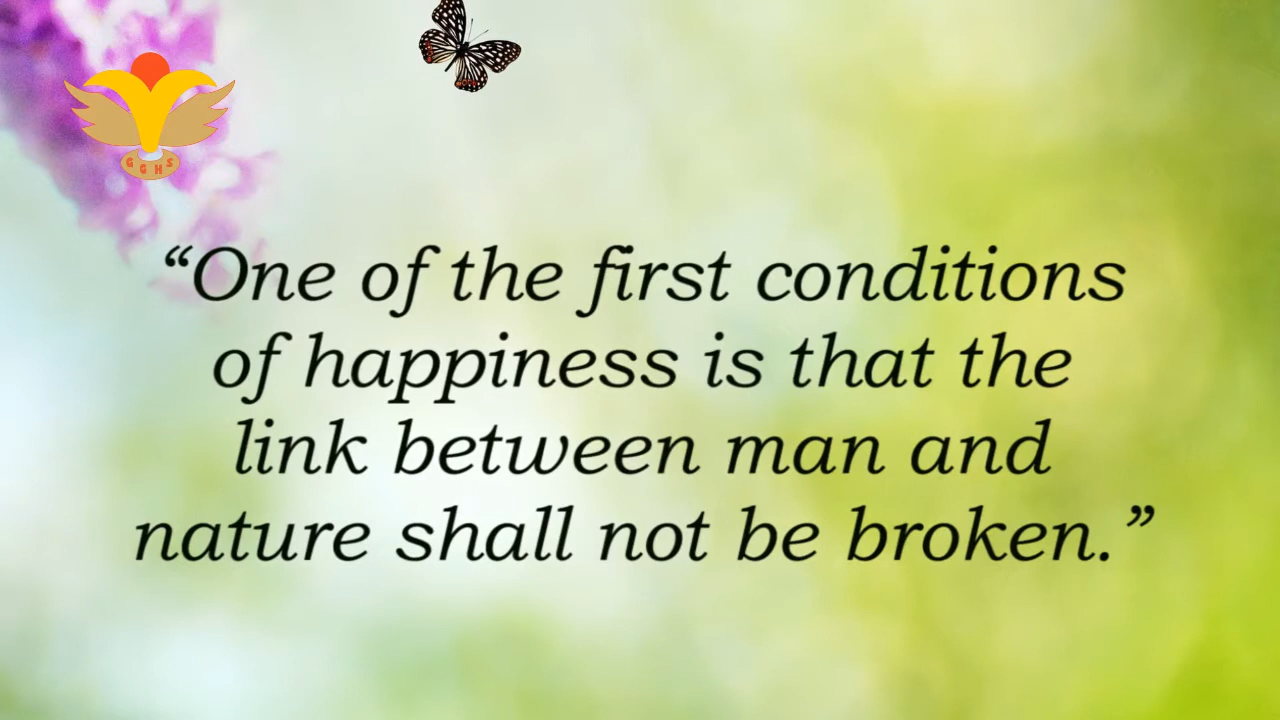 G G H S
“One of the first conditions
of happiness is that the
link between man and
nature shall not be broken.”